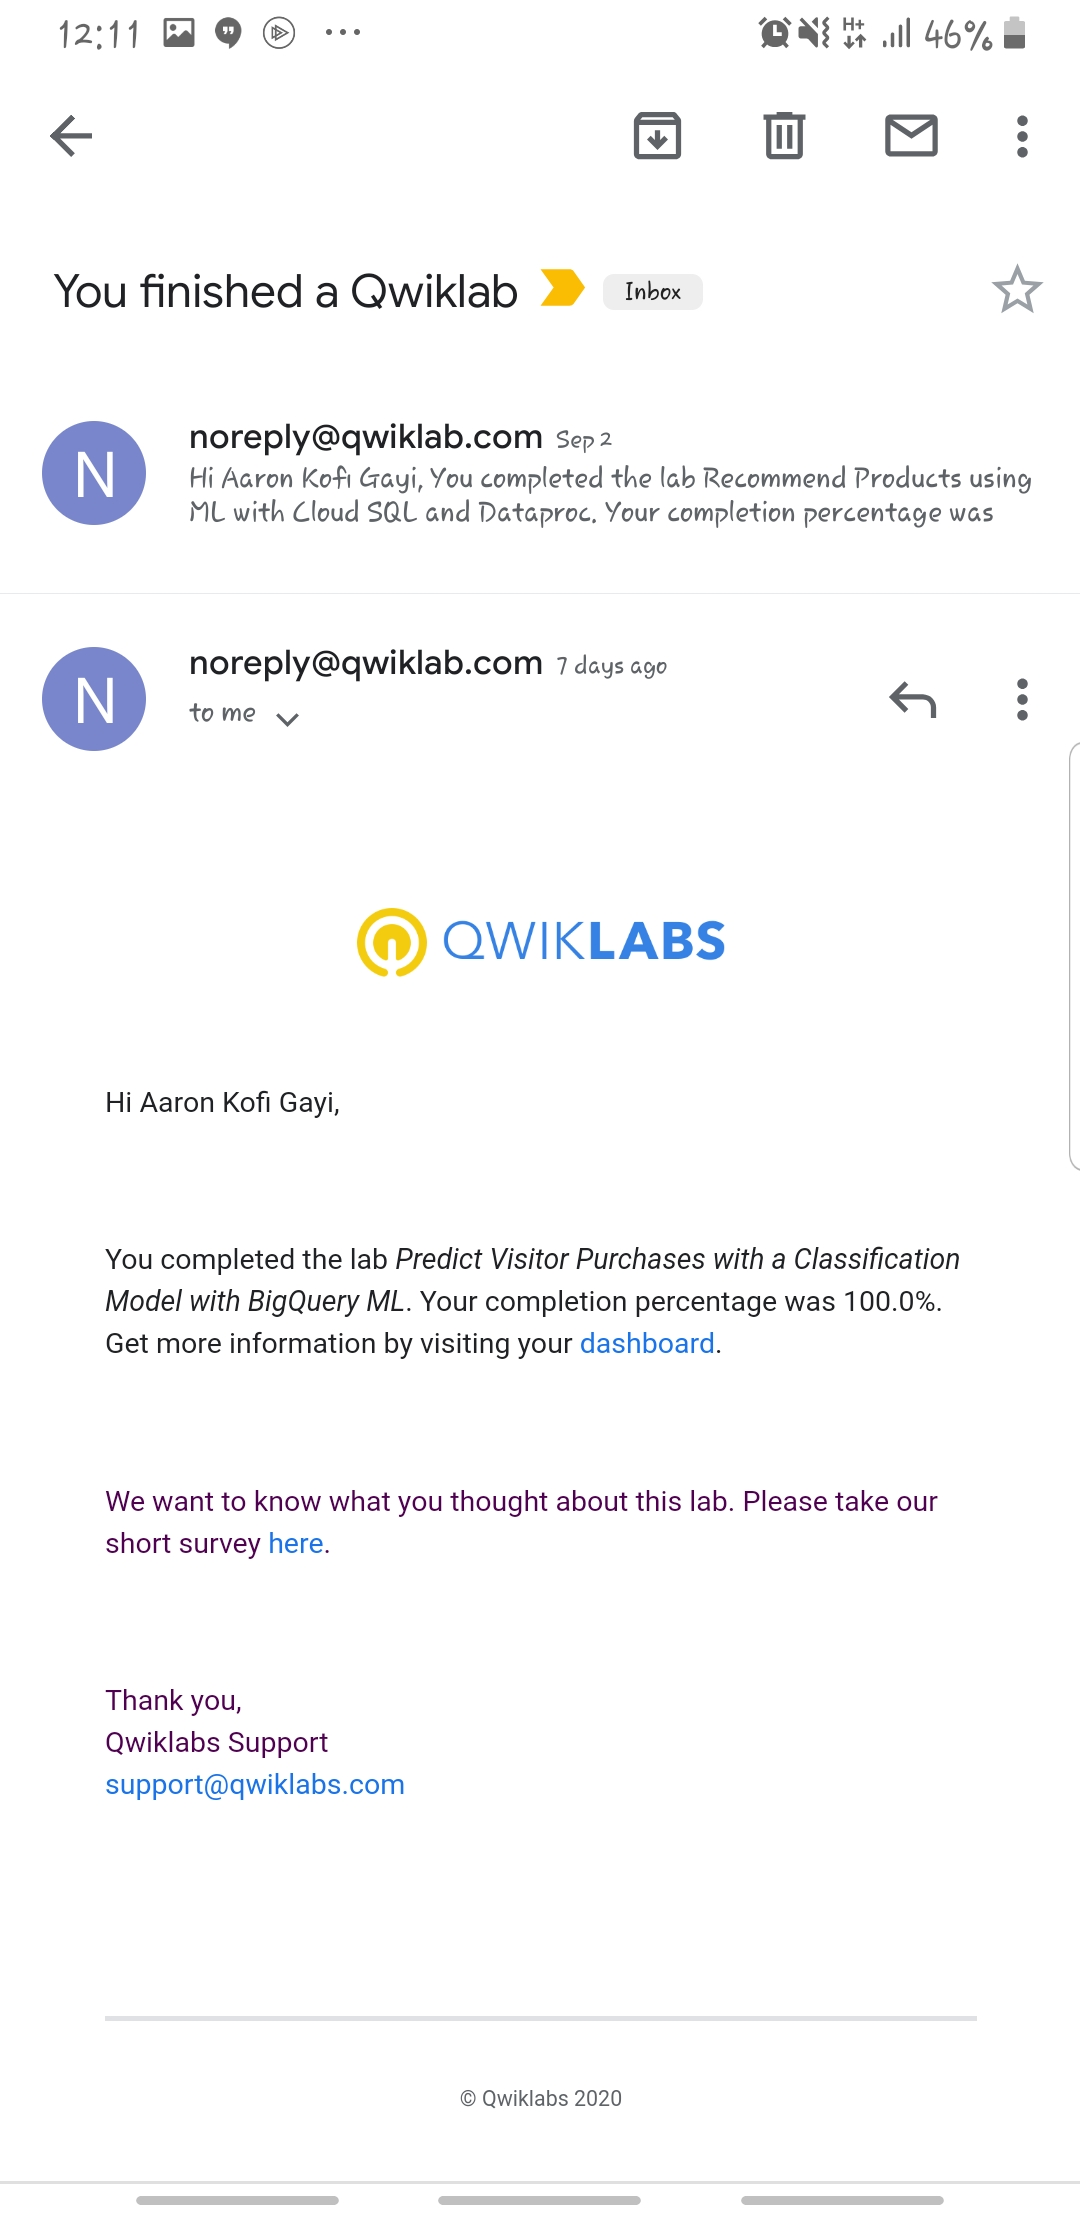 12:11 H+ 46%
You finished a Qwiklab Inbox
N noreply@qwiklab.com Sep 2
Hi Aaron Kofi Gayi, You completed the lab Recommend Products using
ML with Cloud SQL and Dataproc. Your completion percentage was
N noreply@qwiklab.com 7 days ago
to me
QWIKLABS
Hi Aaron Kofi Gayi,
You completed the lab Predict Visitor Purchases with a Classification
Model with BigQuery ML. Your completion percentage was 100.0%.
Get more information by visiting your dashboard.
We want to know what you thought about this lab. Please take our
short survey here.
Thank you,
Qwiklabs Support
support@qwiklabs.com
© Qwiklabs 2020